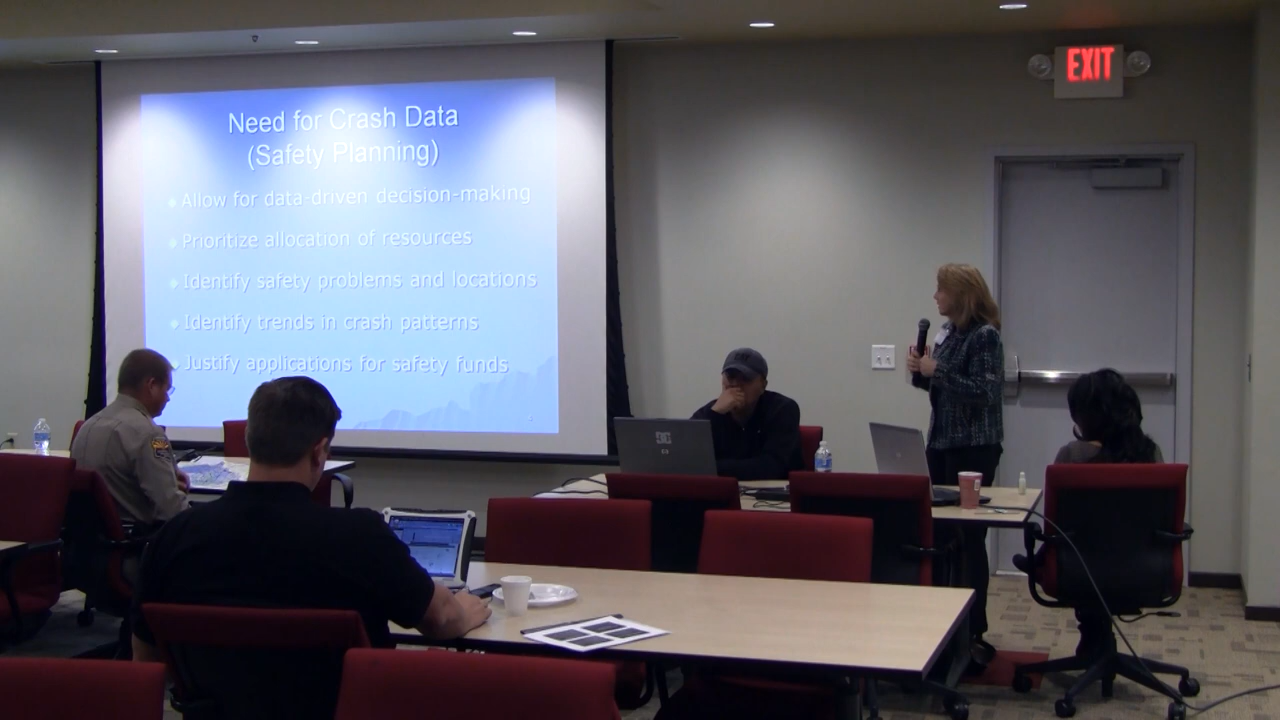 EXIT
Need for Crash Data
(Safety Planning)
Allow for data-driven decision-making
Prioritize allocation of resources
Identify safety problems and locations
Identify trends in crash patterns
Justify applications for safety funds